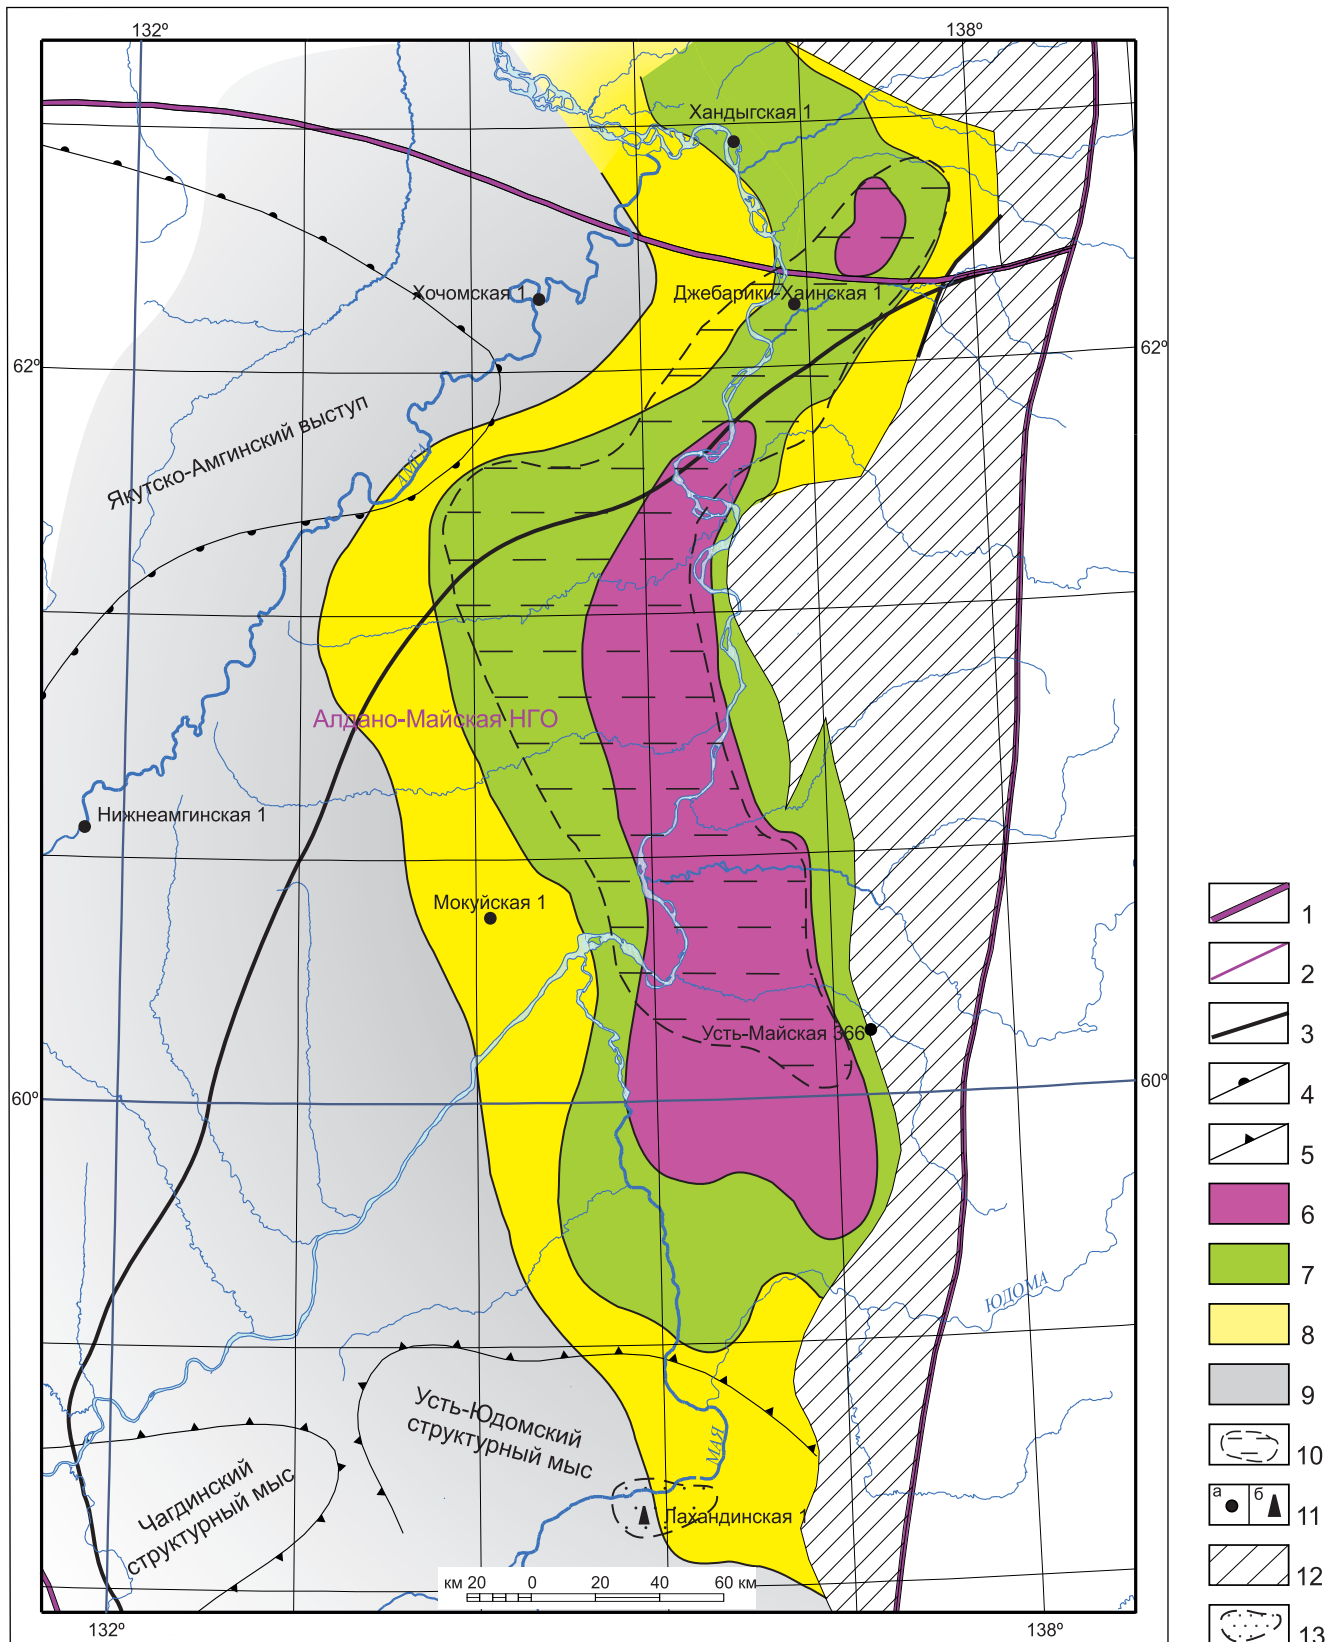 132º
138º
Хандыгская 1
Хочомская 1
Джебарики-Хаинская 1
62º
62º
Якутско-Амгинский выступ
АМГА
Алдано-Майская НГО
Нижнеамгинская 1
Мокуйская 1
Усть-Майская 366
60º
60º
ЮДОМА
Усть-Юдомский
структурный мыс
МАЯ
Чагдинский
структурный мыс
Лахандинская 1
км 20 0 20 40 60 км
132º
138º
1
2
3
4
5
6
7
8
9
10
а б 11
12
13